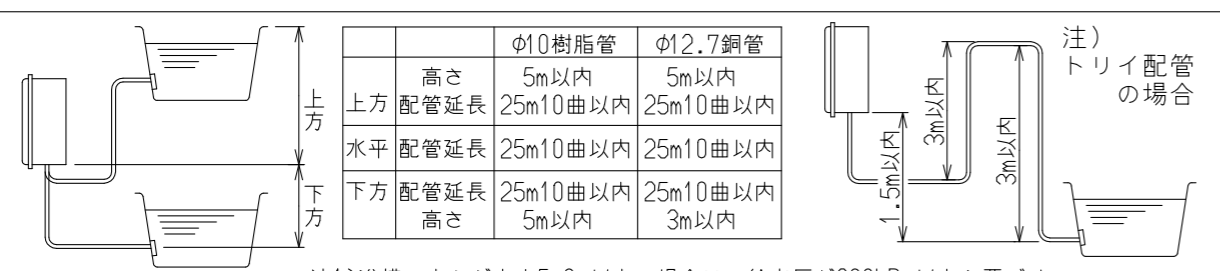 上方
下方
φ10樹脂管 φ12.7銅管
上方 高さ 5m以内 5m以内
配管延長 25m10曲以内 25m10曲以内
水平 配管延長 25m10曲以内 25m10曲以内
下方 配管延長 25m10曲以内 25m10曲以内
高さ 5m以内 3m以内
1.5m以内
3m以内
3m以内
注)
トリイ配管
の場合